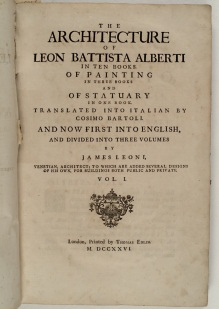 THE
ARCHITECTURE
OF
LEON BATTISTA ALBERTI
IN TEN BOOKS
OF PAINTING
IN THREE BOOKS
AND
OF STATUARY
IN ONE BOOK.
TRANSLATED INTO ITALIAN BY
COSIMO BARTOLI.
AND NOW FIRST INTO ENGLISH,
AND DIVIDED INTO THREE VOLUMES
BY
JAMES LEONI,
VENETIAN, ARCHITECT; TO WHICH ARE ADDED SEVERAL DESIGNS
OF HIS OWN, FOR BUILDINGS BOTH PUBLIC AND PRIVATE.
VOL. I.
London, Printed by THOMAS EDLIN.
M. DCCXXVI.